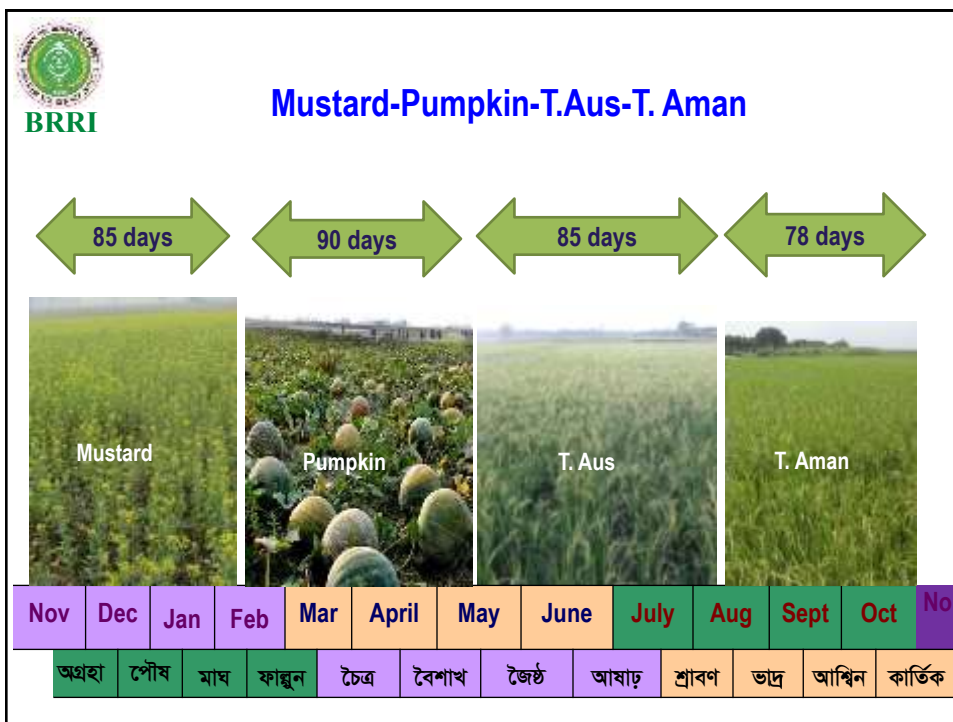 BRRI
Mustard-Pumpkin-T.Aus-T. Aman
85 days 90 days 85 days 78 days
Mustard Pumpkin T. Aus T. Aman
Nov Dec Jan Feb Mar April May June July Aug Sept Oct No
অগ্রহা পৌষ মাঘ ফাল্গুন চৈত্র বৈশাখ জৈষ্ঠ আষাঢ় শ্রাবণ ভাদ্র আশ্বিন কার্তিক